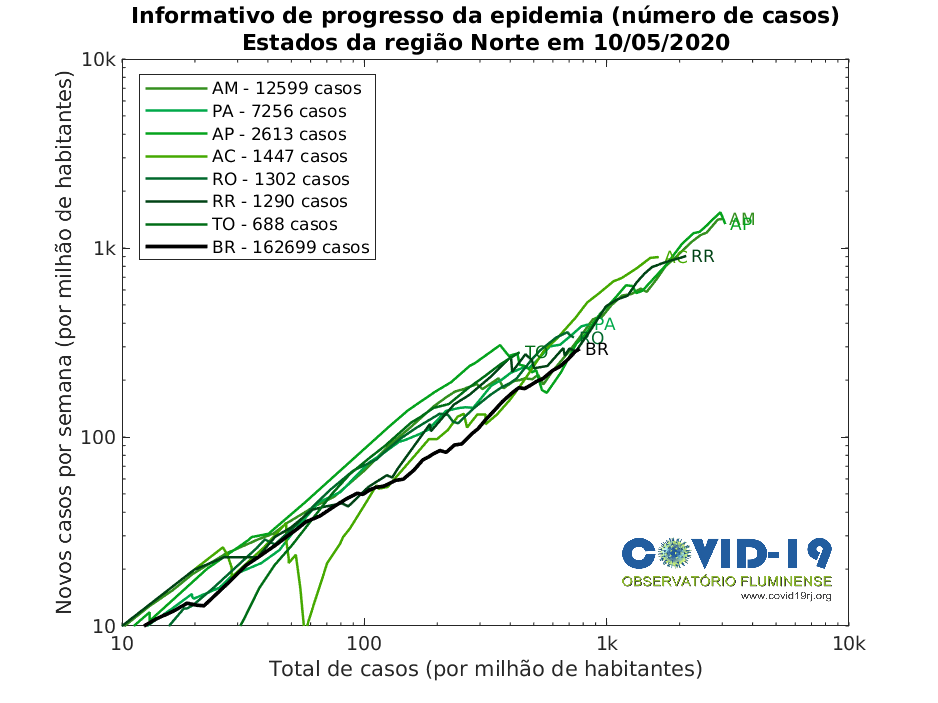 Informativo de progresso da epidemia (número de casos)
Estados da região Norte em 10/05/2020
Novos casos por semana (por milhão de habitantes)
10k
1k
100
10
AM - 12599 casos
PA - 7256 casos
AP - 2613 casos
AC - 1447 casos
RO - 1302 casos
RR - 1290 casos
TO - 688 casos
BR - 162699 casos
AM
AP
AC
RR
PA
RO
TO
BR
COVID-19
OBSERVATÓRIO FLUMINENSE
www.covid19rj.org
10
100
1k
10k
Total de casos (por milhão de habitantes)